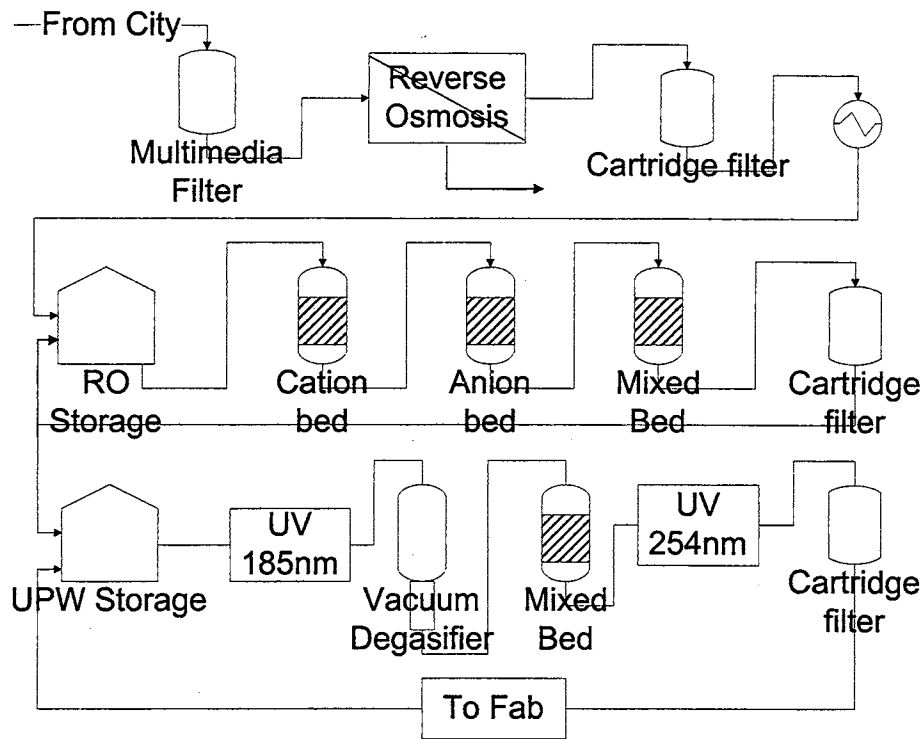 From City
Reverse
Osmosis
Multimedia
Filter
Cartridge filter
RO
Storage
Cation
bed
Anion
bed
Mixed
Bed
Cartridge
filter
UV
185nm
UV
254nm
UPW Storage
Vacuum
Degasifier
Mixed
Bed
Cartridge
filter
To Fab